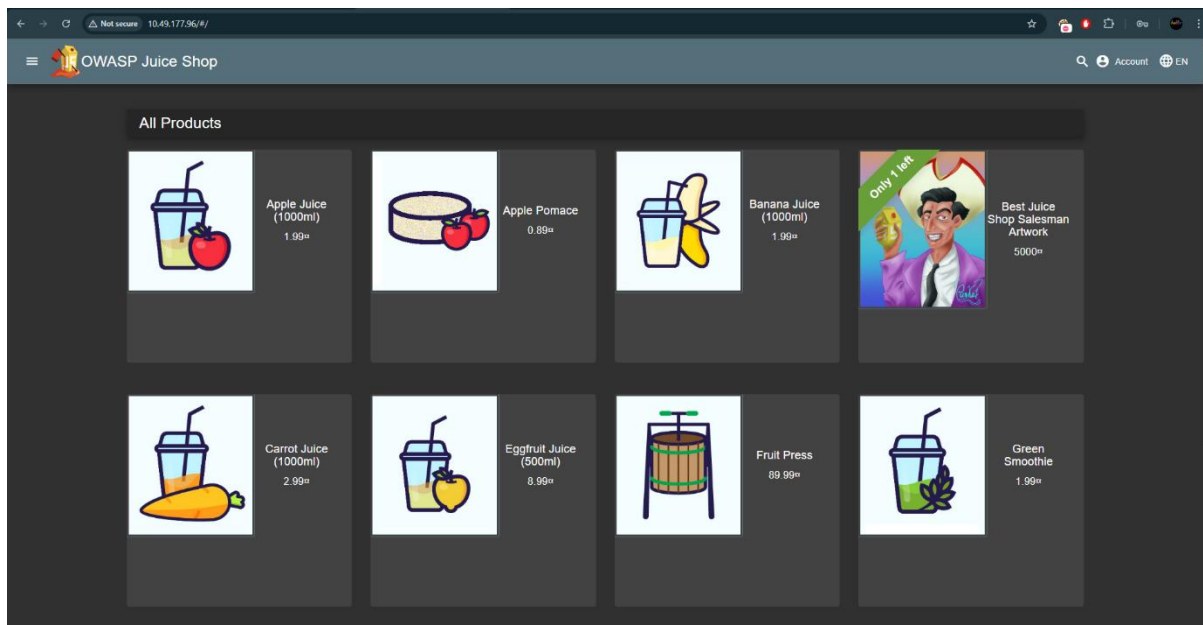 Not secure 10.49.177.96/#/
OWASP Juice Shop
Account EN
All Products
Apple Juice
(1000ml)
1.99¤
Apple Pomace
0.89¤
Banana Juice
(1000ml)
1.99¤
Only 1 left
Best Juice
Shop Salesman
Artwork
5000¤
Carrot Juice
(1000ml)
2.99¤
Eggfruit Juice
(500ml)
8.99¤
Fruit Press
89.99¤
Green
Smoothie
1.99¤